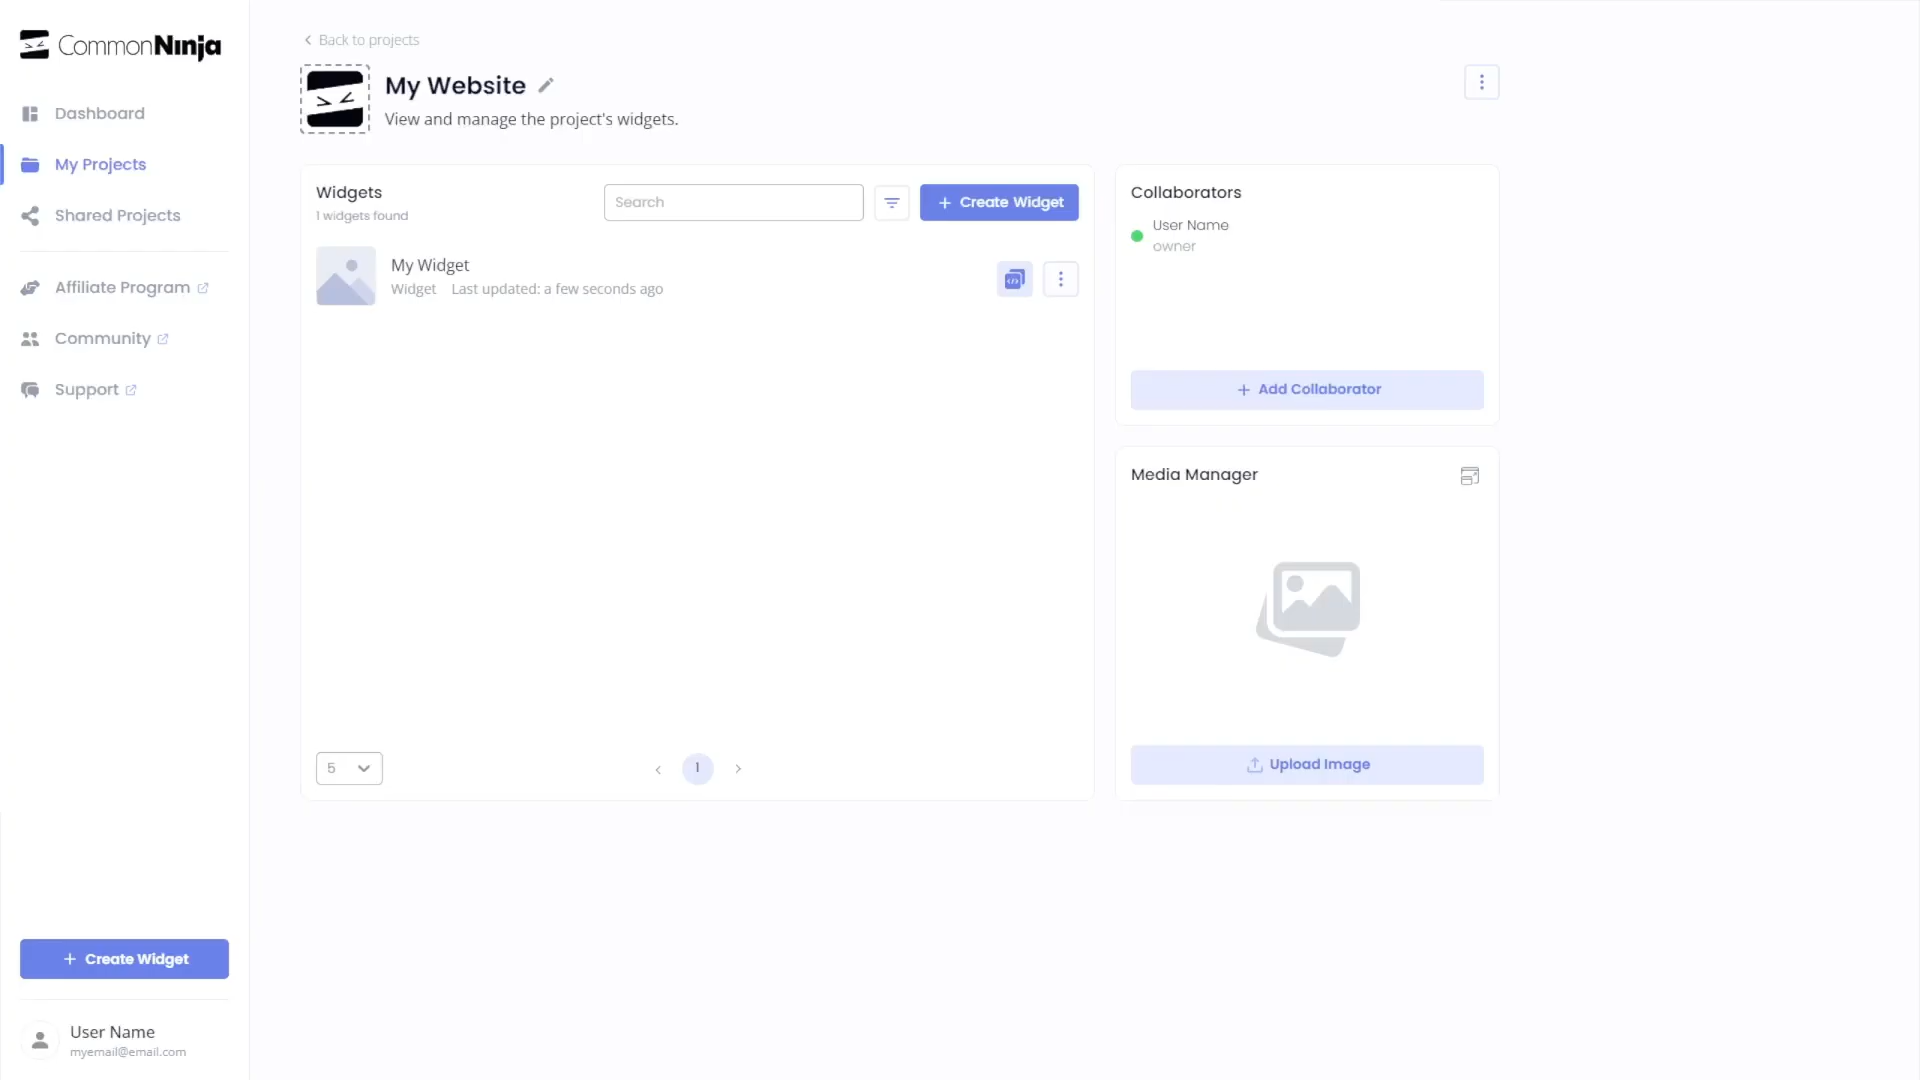 CommonNinja
Dashboard
My Projects
Shared Projects
Affiliate Program
Community
Support
Create Widget
User Name
myemail@email.com
Back to projects
My Website
View and manage the project's widgets.
Widgets
1 widgets found
Search
Create Widget
My Widget
Widget Last updated: a few seconds ago
5
1
Collaborators
User Name
owner
Add Collaborator
Media Manager
Upload Image